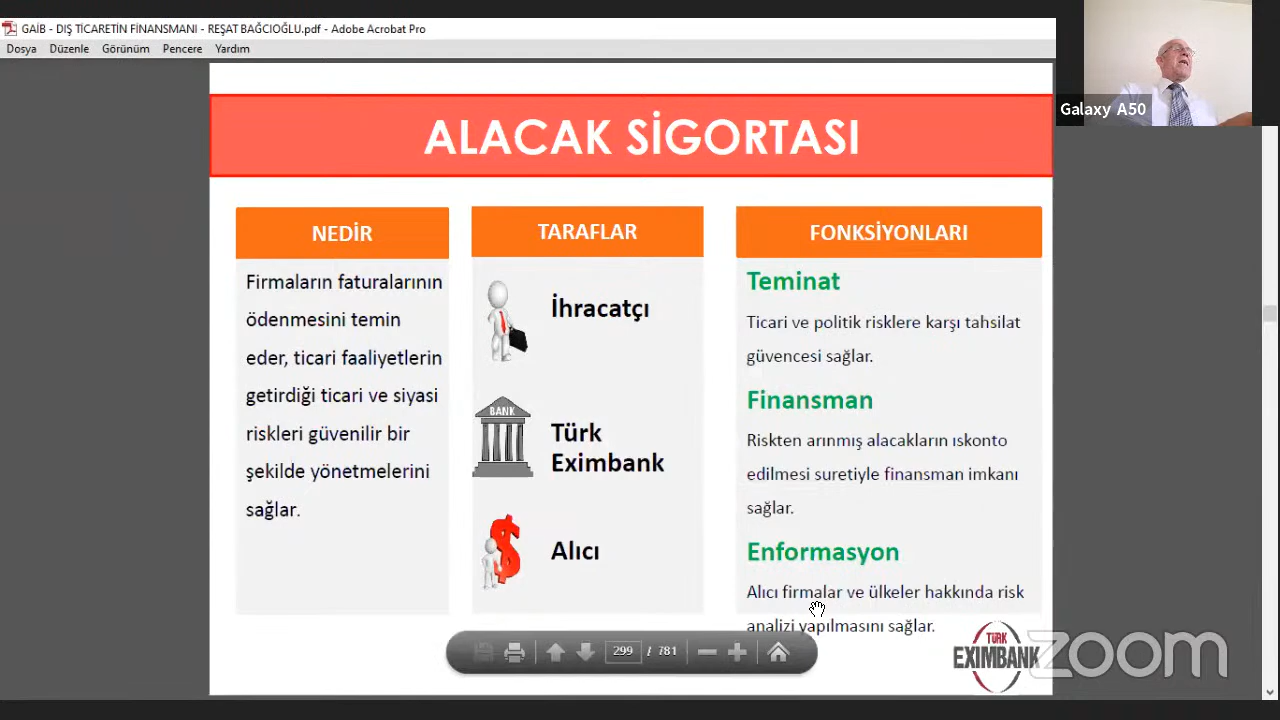 GAİB - DIŞ TİCARETİN FİNANSMANI - REŞAT BAĞCIOĞLU.pdf - Adobe Acrobat Pro
Dosya Düzenle Görünüm Pencere Yardım
Galaxy A50
ALACAK SİGORTASI
NEDİR
Firmaların faturalarının
ödenmesini temin
eder, ticari faaliyetlerin
getirdiği ticari ve siyasi
riskleri güvenilir bir
şekilde yönetmelerini
sağlar.
TARAFLAR
İhracatçı
BANK
Türk
Eximbank
Alıcı
FONKSİYONLARI
Teminat
Ticari ve politik risklere karşı tahsilat
güvencesi sağlar.
Finansman
Riskten arınmış alacakların ıskonto
edilmesi suretiyle finansman imkanı
sağlar.
Enformasyon
Alıcı firmalar ve ülkeler hakkında risk
analizi yapılmasını sağlar.
299 / 781
TÜRK
EXIMBANK
zoom